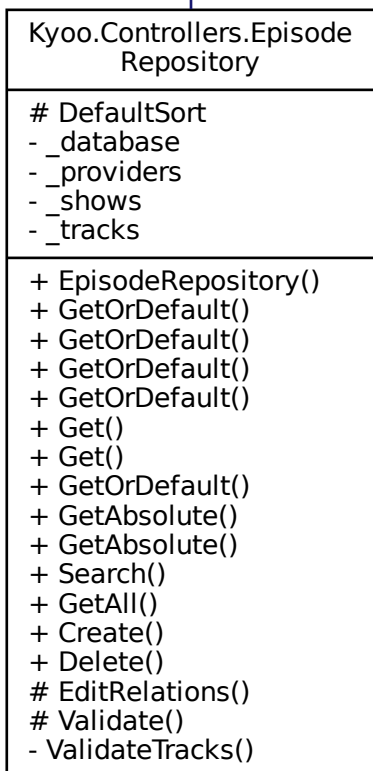 Kyoo.Controllers.Episode
Repository
# DefaultSort
- _database
- _providers
- _shows
- _tracks
+ EpisodeRepository()
+ GetOrDefault()
+ GetOrDefault()
+ GetOrDefault()
+ GetOrDefault()
+ Get()
+ Get()
+ GetOrDefault()
+ GetAbsolute()
+ GetAbsolute()
+ Search()
+ GetAll()
+ Create()
+ Delete()
# EditRelations()
# Validate()
- ValidateTracks()